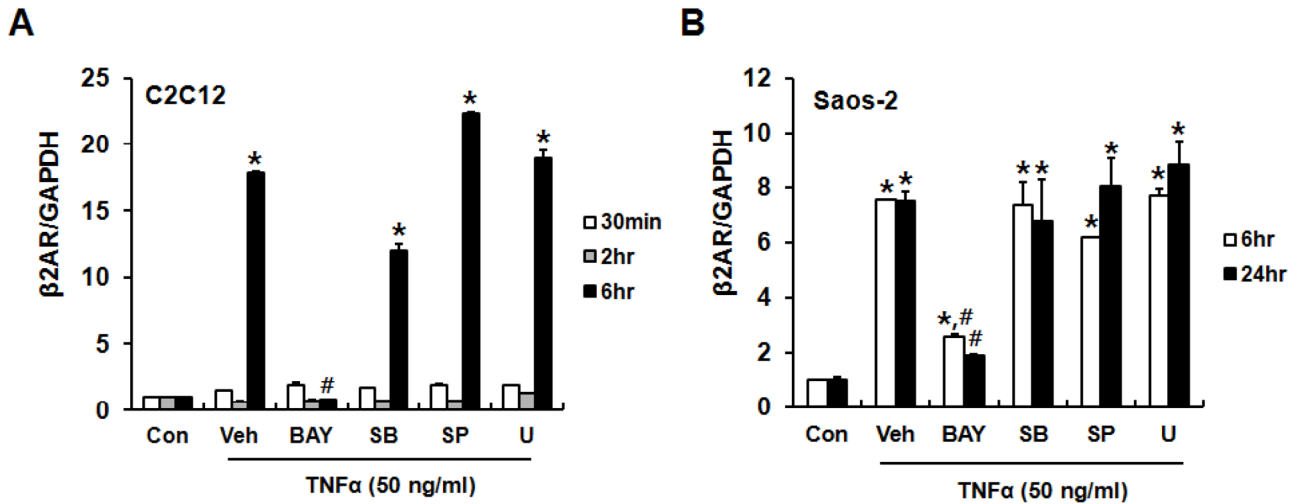 A
C2C12
β2AR/GAPDH
25
20
15
10
5
0
*
#
*
*
*
30min
2hr
6hr
Con Veh BAY SB SP U
TNFα (50 ng/ml)
B
Saos-2
β2AR/GAPDH
12
10
8
6
4
2
0
* *
*,#
#
* *
*
*
*
*
6hr
24hr
Con Veh BAY SB SP U
TNFα (50 ng/ml)